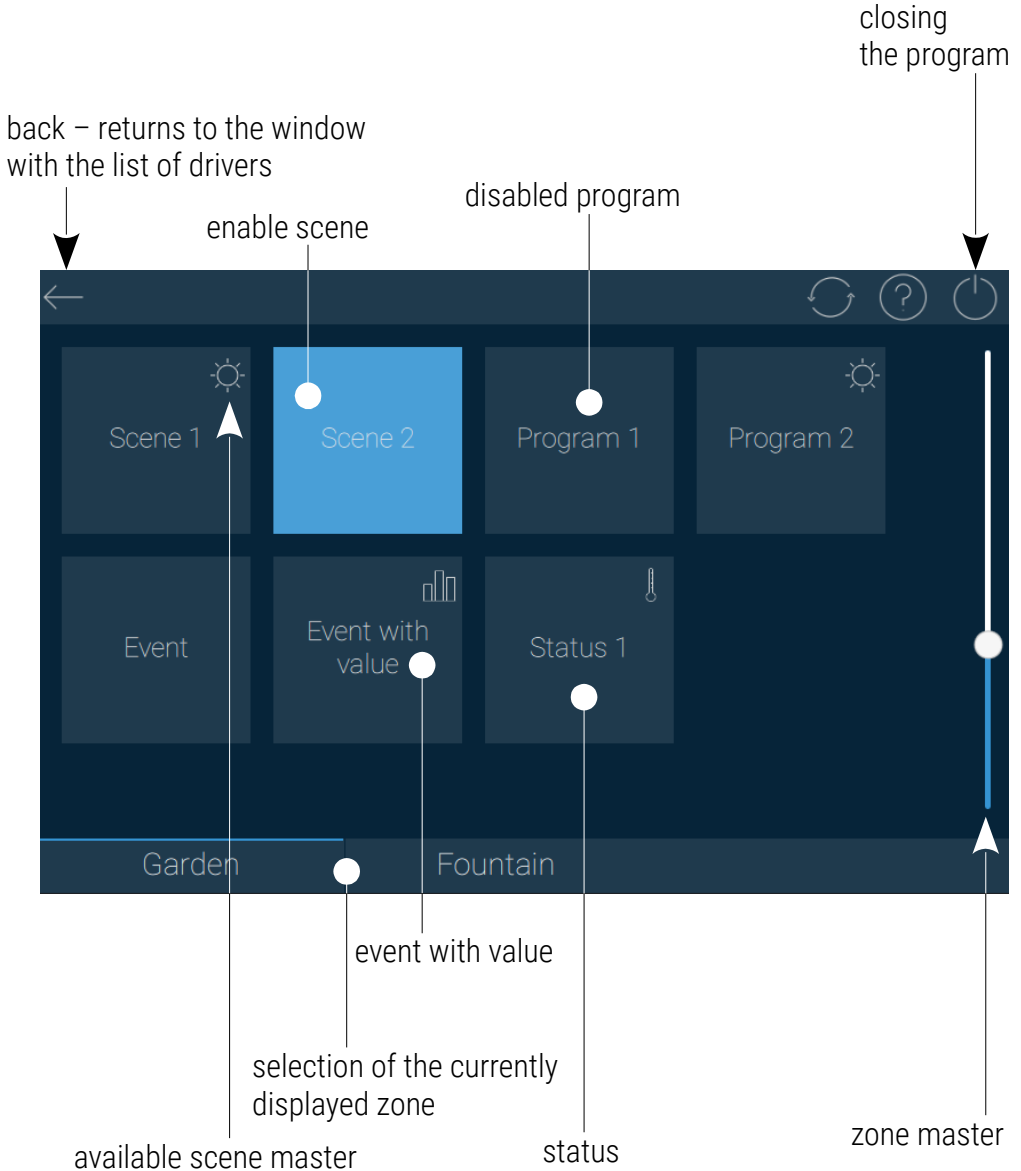 closing
the program
back – returns to the window
with the list of drivers
disabled program
enable scene
?
Scene 1
Scene 2
Program 1
Program 2
Event
Event with
value
Status 1
Garden
Fountain
event with value
selection of the currently
displayed zone
zone master
status
available scene master